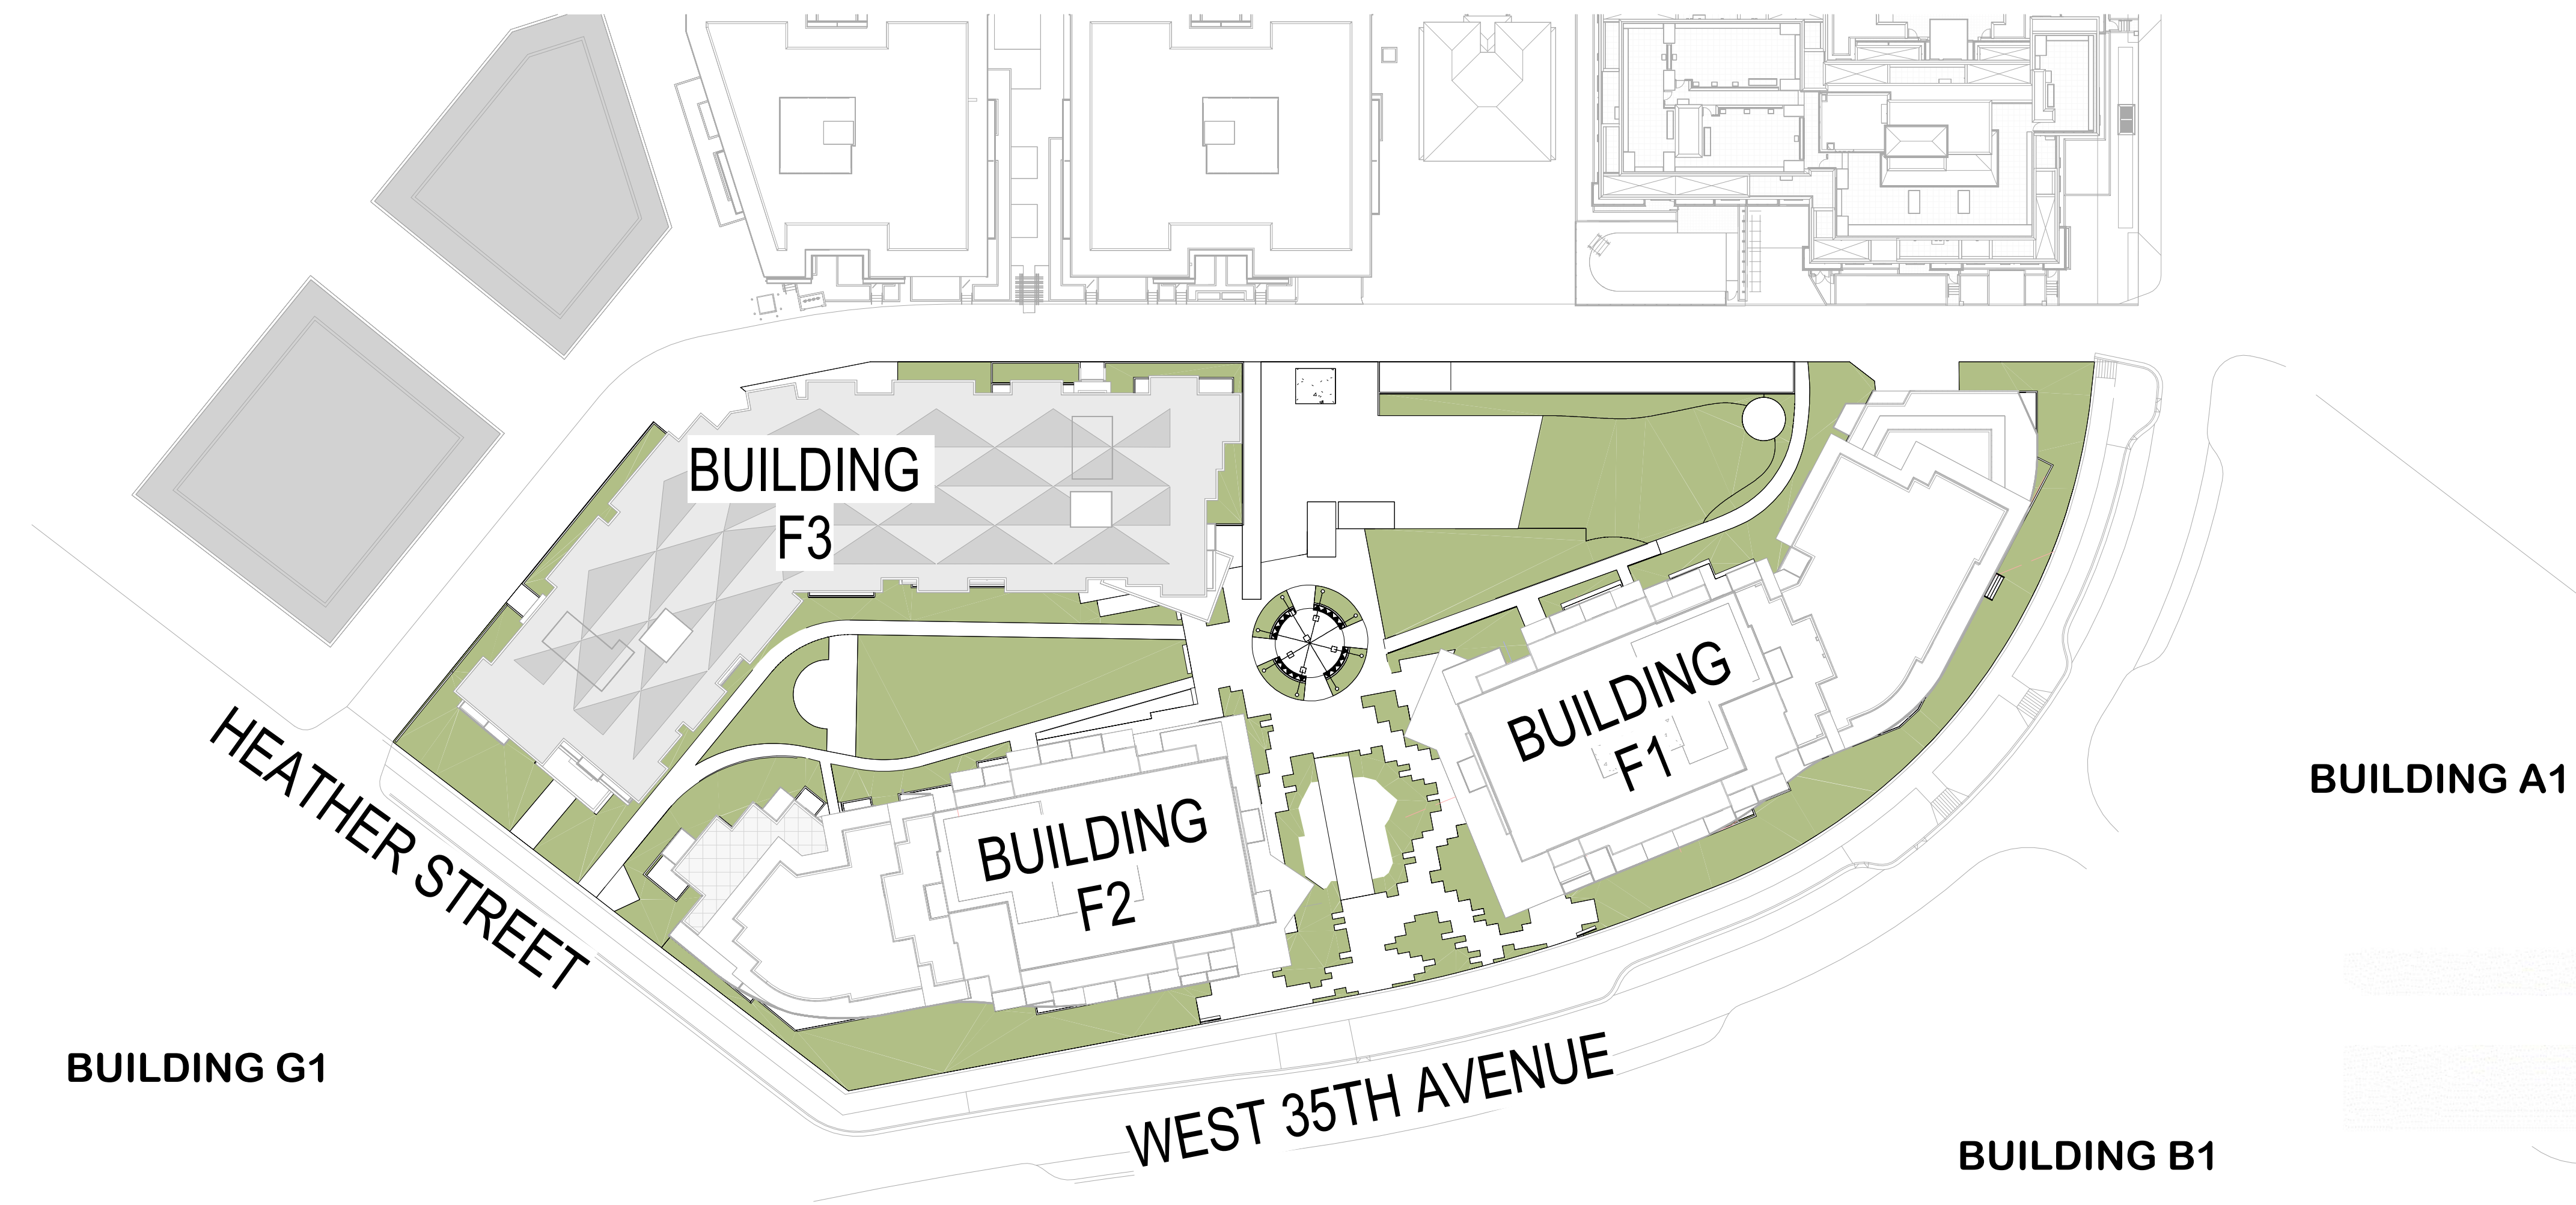 BUILDING
F3
BUILDING
F1
BUILDING
F2
HEATHER STREET
WEST 35TH AVENUE
BUILDING A1
BUILDING G1
BUILDING B1